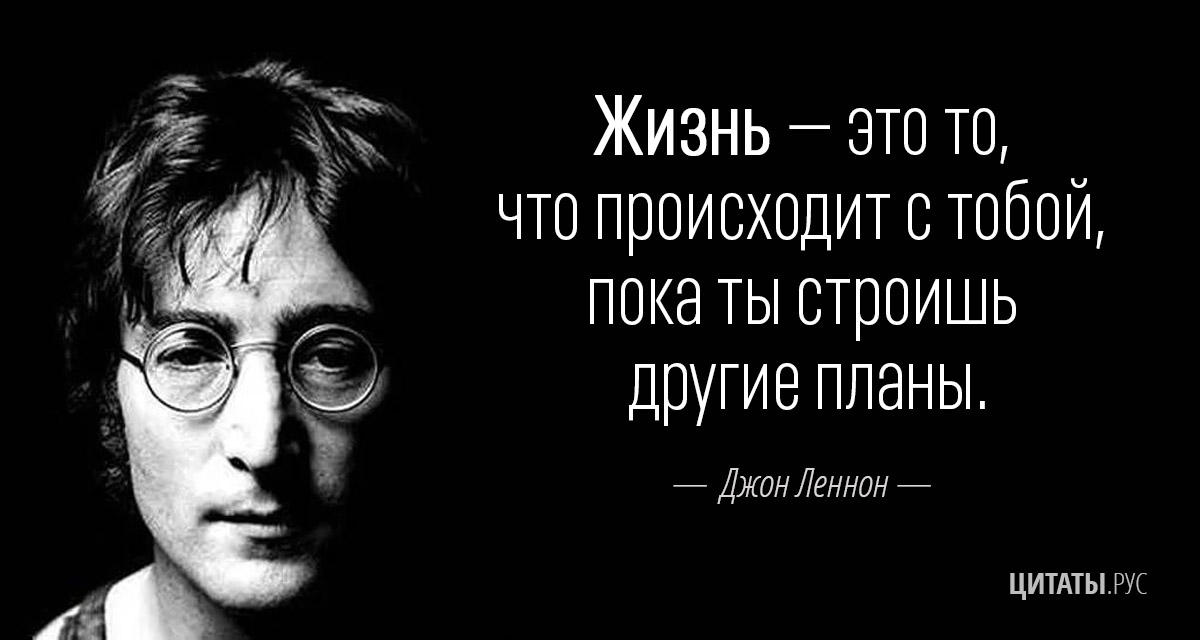 Жизнь — это то,
что происходит с тобой,
пока ты строишь
другие планы.
— Джон Леннон —
ЦИТАТЫ.РУС